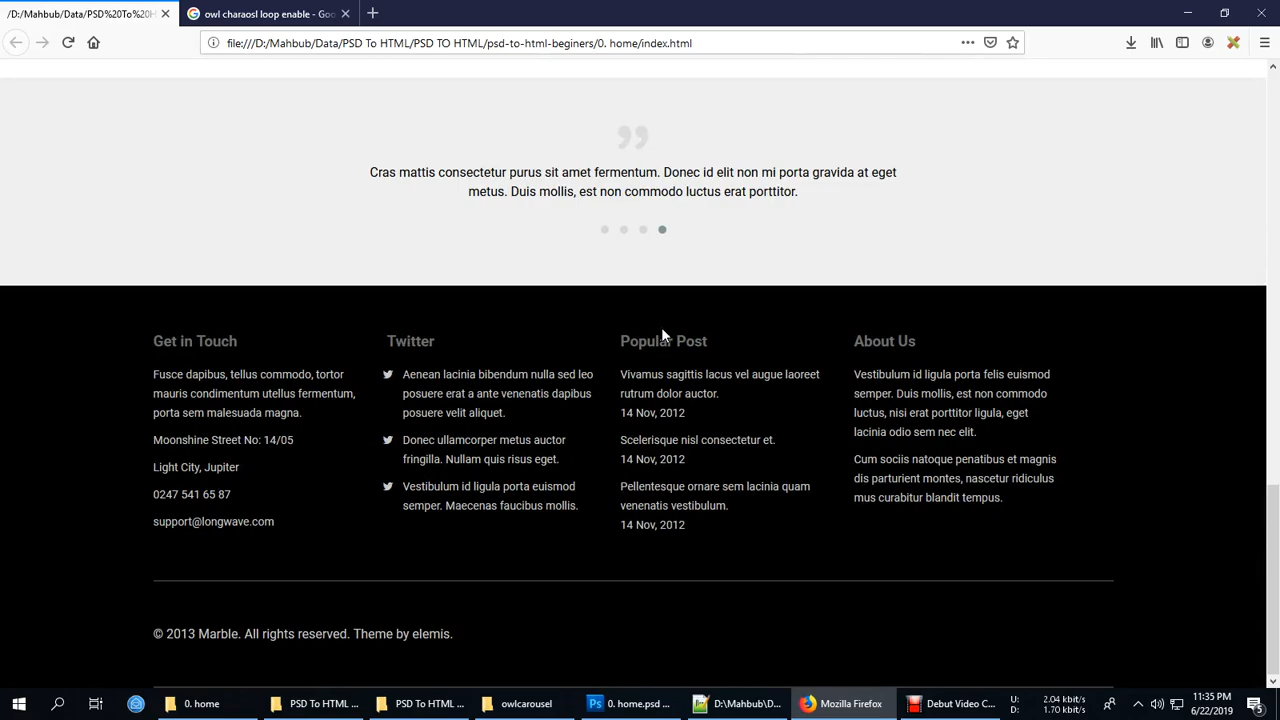 /D:/Mahbub/Data/PSD%20To%20H
owl charaosl loop enable - Goo
file:///D:/Mahbub/Data/PSD To HTML/PSD TO HTML/psd-to-html-beginers/0. home/index.html
Cras mattis consectetur purus sit amet fermentum. Donec id elit non mi porta gravida at eget
metus. Duis mollis, est non commodo luctus erat porttitor.
Get in Touch
Fusce dapibus, tellus commodo, tortor
mauris condimentum utellus fermentum,
porta sem malesuada magna.
Moonshine Street No: 14/05
Light City, Jupiter
0247 541 65 87
support@longwave.com
Twitter
Aenean lacinia bibendum nulla sed leo
posuere erat a ante venenatis dapibus
posuere velit aliquet.
Donec ullamcorper metus auctor
fringilla. Nullam quis risus eget.
Vestibulum id ligula porta euismod
semper. Maecenas faucibus mollis.
Popular Post
Vivamus sagittis lacus vel augue laoreet
rutrum dolor auctor.
14 Nov, 2012
Scelerisque nisl consectetur et.
14 Nov, 2012
Pellentesque ornare sem lacinia quam
venenatis vestibulum.
14 Nov, 2012
About Us
Vestibulum id ligula porta felis euismod
semper. Duis mollis, est non commodo
luctus, nisi erat porttitor ligula, eget
lacinia odio sem nec elit.
Cum sociis natoque penatibus et magnis
dis parturient montes, nascetur ridiculus
mus curabitur blandit tempus.
© 2013 Marble. All rights reserved. Theme by elemis.
0. home
PSD To HTML ...
PSD To HTML ...
owlcarousel
0. home.psd ...
D:\Mahbub\D...
Mozilla Firefox
Debut Video C...
U: 2.04 kbit/s
D: 1.70 kbit/s
11:35 PM
6/22/2019
5